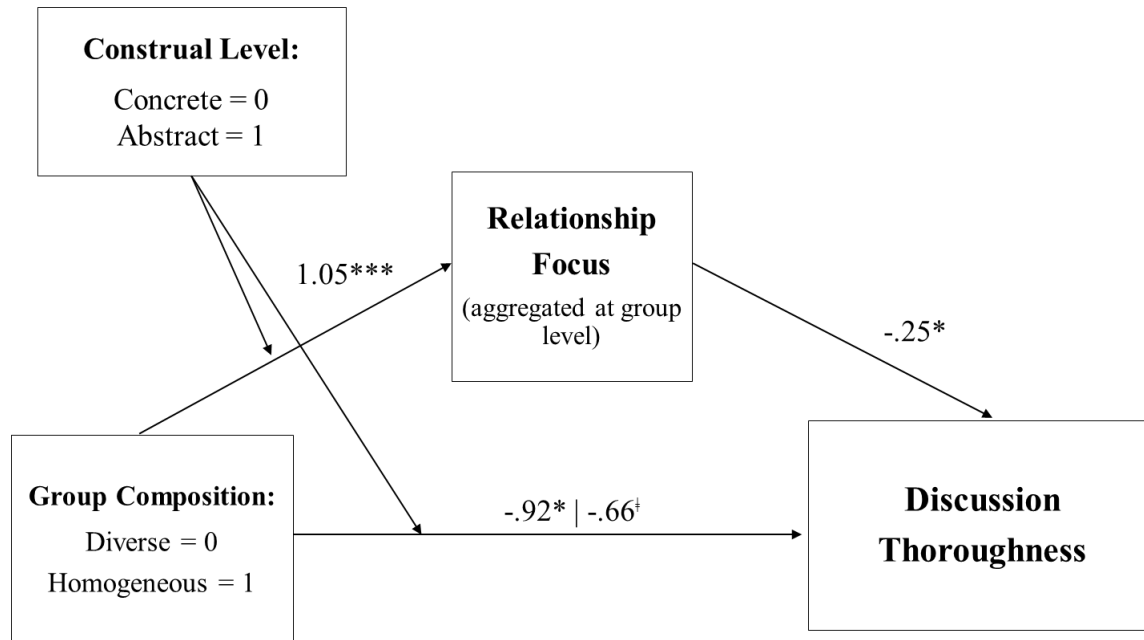 Construal Level:
Concrete = 0
Abstract = 1
Relationship
Focus
(aggregated at group
level)
1.05***
-.25*
Group Composition:
Diverse = 0
Homogeneous = 1
-.92* | -.66ǂ
Discussion
Thoroughness